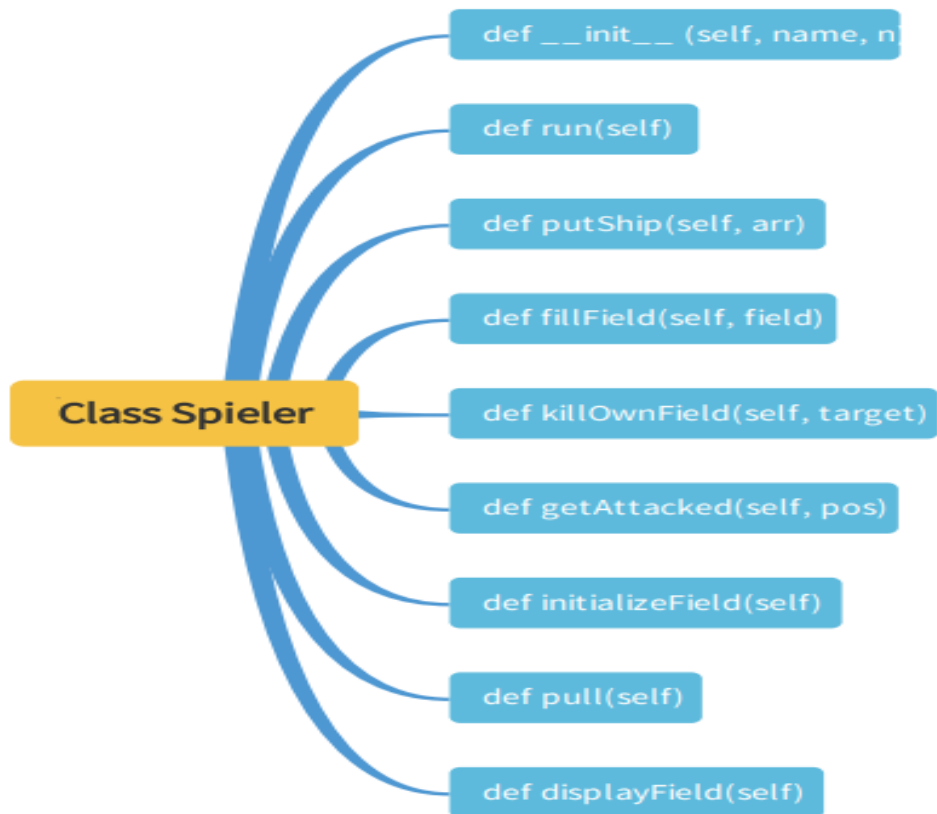 def __init__ (self, name, n
def run(self)
def putShip(self, arr)
def fillField(self, field)
Class Spieler
def killOwnField(self, target)
def getAttacked(self, pos)
def initializeField(self)
def pull(self)
def displayField(self)